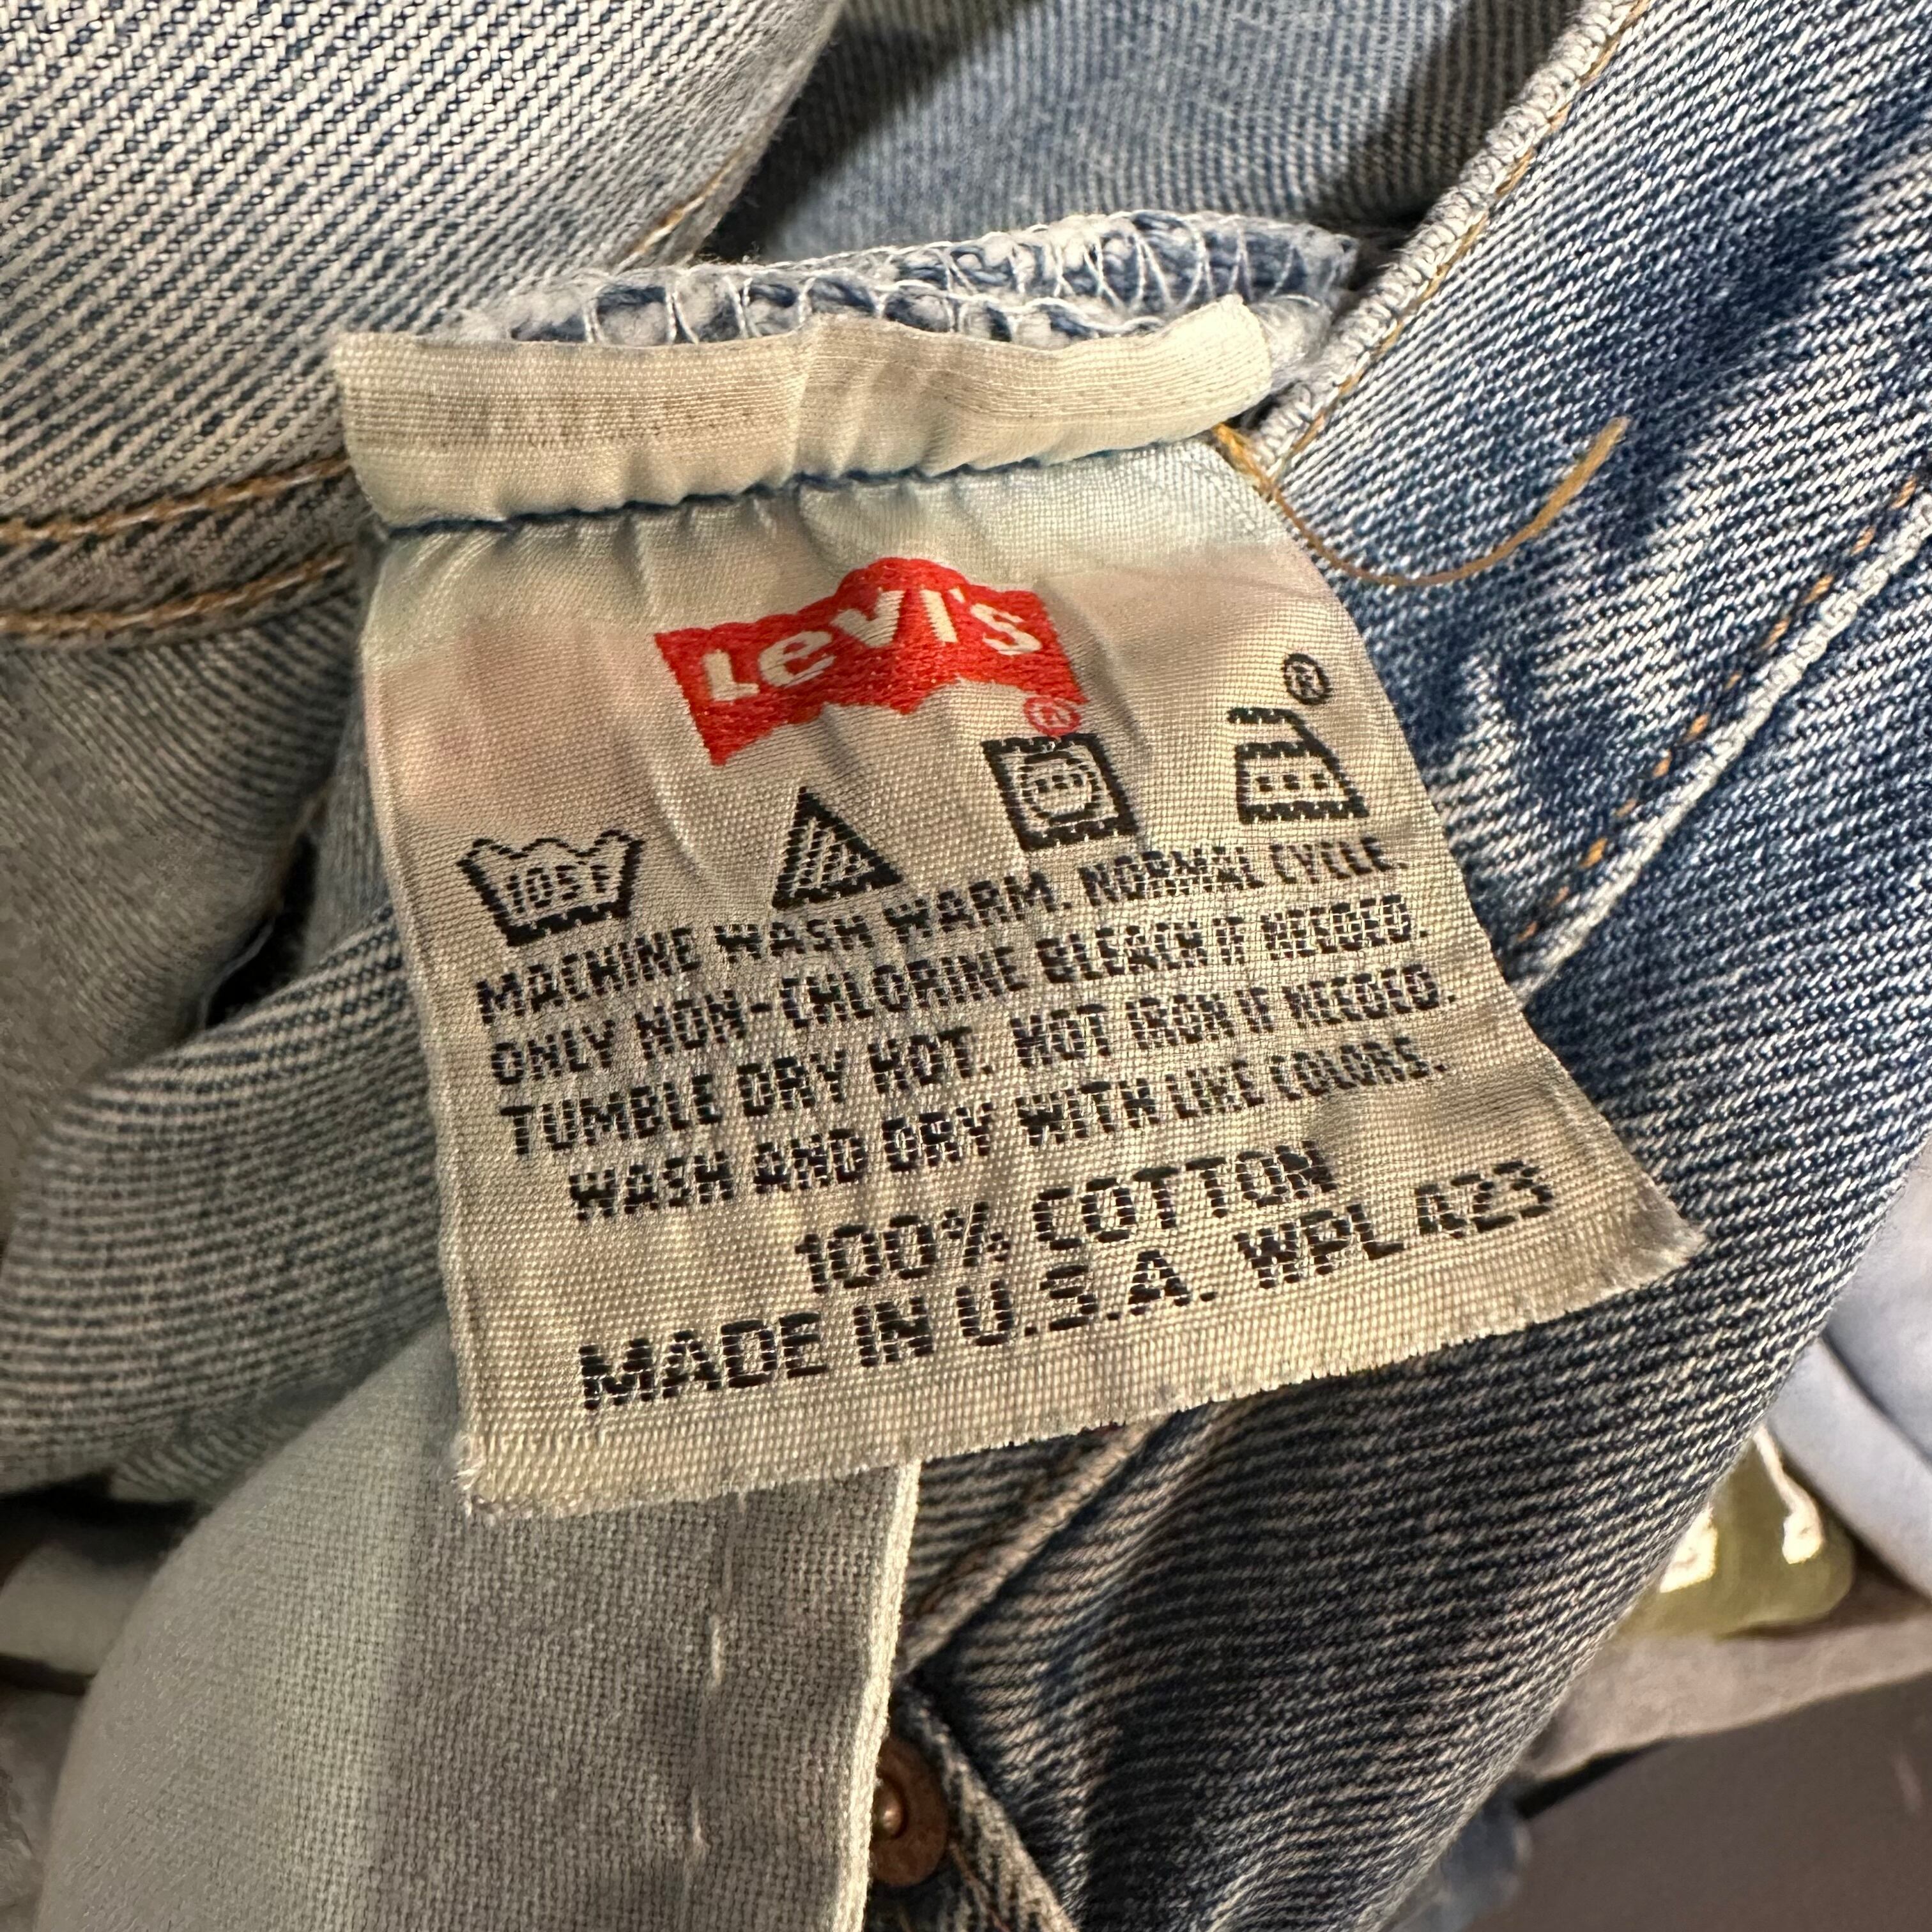 Levi's®
®
105F
MACHINE WASH WARM. NORMAL CYCLE.
ONLY NON-CHLORINE BLEACH IF NEEDED.
TUMBLE DRY HOT. HOT IRON IF NEEDED.
WASH AND DRY WITH LIKE COLORS.
100% COTTON
MADE IN U.S.A. WPL 423